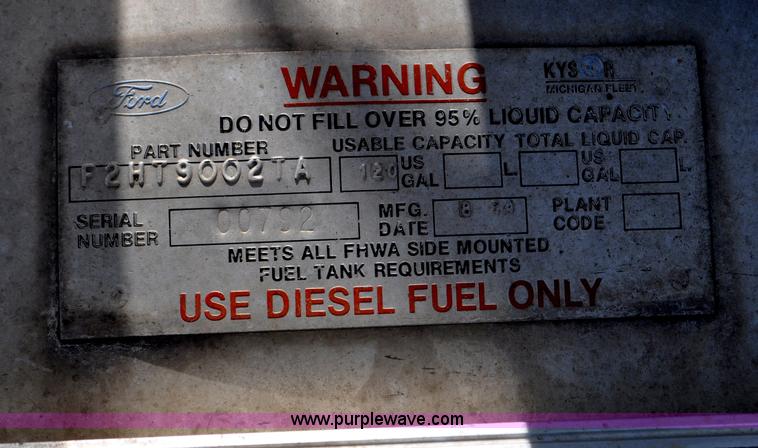 Ford
WARNING
KYSOR
MICHIGAN FLEET
DO NOT FILL OVER 95% LIQUID CAPACITY
PART NUMBER USABLE CAPACITY TOTAL LIQUID CAP.
F2HT9002TA 120 US GAL L US GAL L.
SERIAL NUMBER 00792 MFG. DATE PLANT CODE
MEETS ALL FHWA SIDE MOUNTED
FUEL TANK REQUIREMENTS
USE DIESEL FUEL ONLY
www.purplewave.com